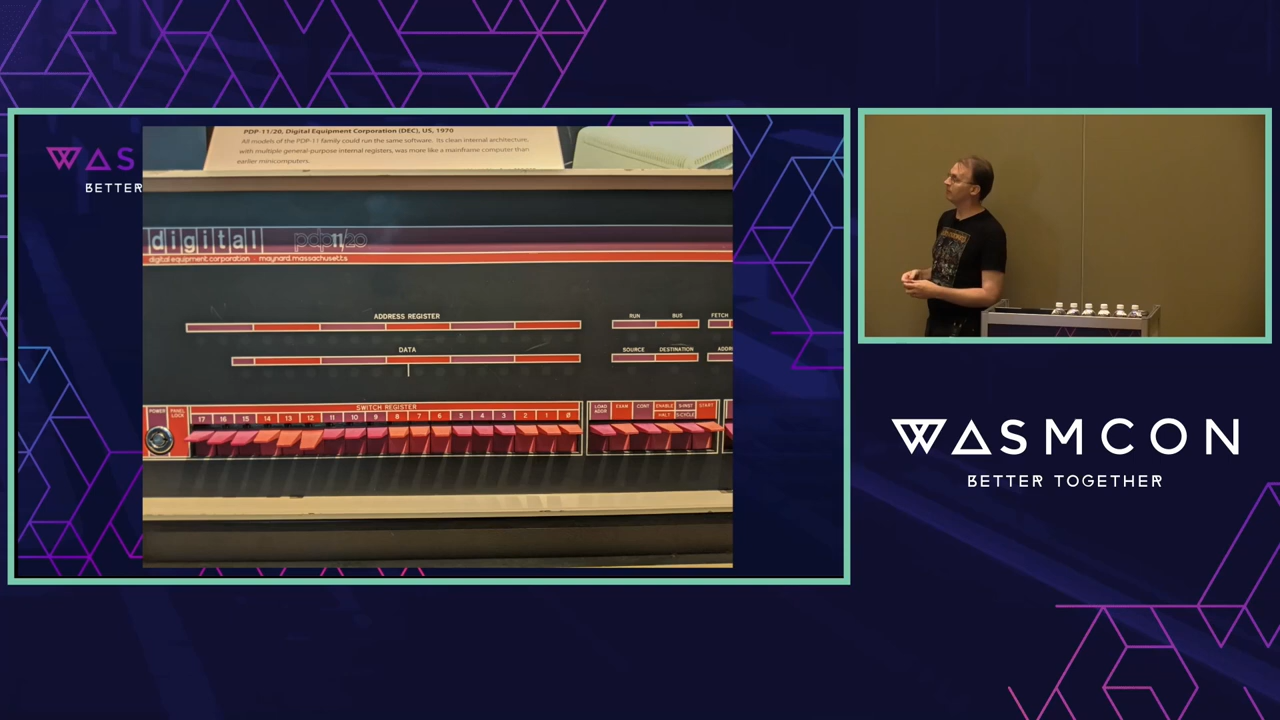 WAS
BETTER
PDP-11/20, Digital Equipment Corporation (DEC), US, 1970
All models of the PDP-11 family could run the same software. Its clean internal architecture,
with multiple general-purpose internal registers, was more like a mainframe computer than
earlier minicomputers.
digital pdp11/20
digital equipment corporation · maynard, massachusetts
ADDRESS REGISTER
RUN BUS FETCH
DATA
SOURCE DESTINATION ADDR
POWER PANEL LOCK
SWITCH REGISTER
17 16 15 14 13 12 11 10 9 8 7 6 5 4 3 2 1 0
LOAD ADDR EXAM CONT ENABLE HALT S-INST S-CYCLE START
WASMCON
BETTER TOGETHER